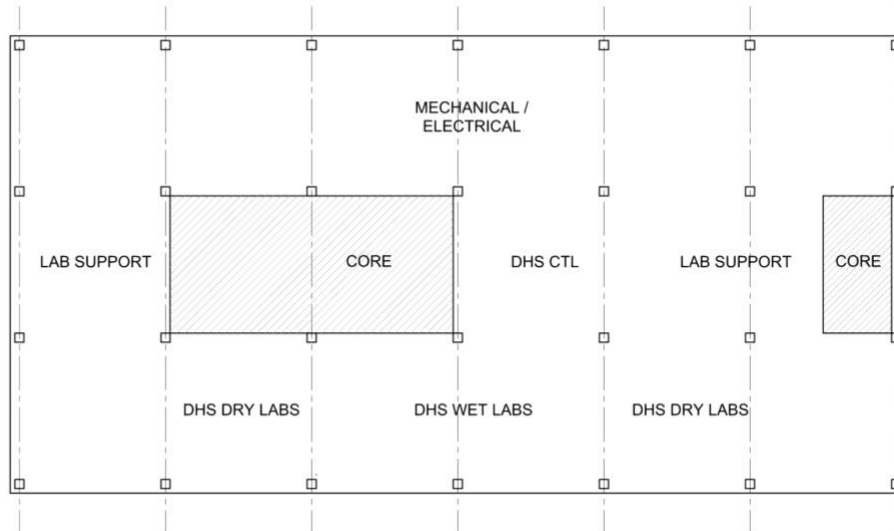 MECHANICAL /
ELECTRICAL
LAB SUPPORT
CORE
DHS CTL
LAB SUPPORT
CORE
DHS DRY LABS
DHS WET LABS
DHS DRY LABS